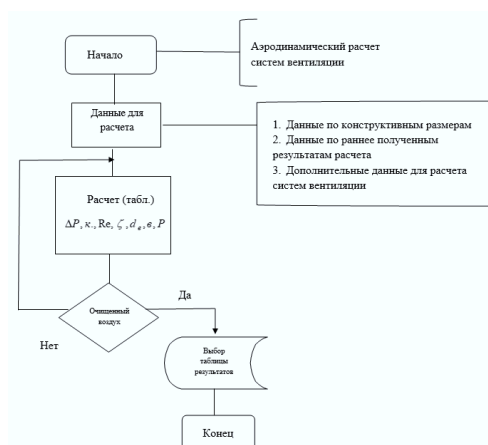 Начало
Аэродинамический расчет
систем вентиляции
Данные для
расчета
1. Данные по конструктивным размерам
2. Данные по раннее полученным
результатам расчета
3. Дополнительные данные для расчета
систем вентиляции
Расчет (табл.)
ΔP, к, Re, ζ, d_в, в, P
Очищенный
воздух
Да
Нет
Выбор
таблицы
результатов
Конец